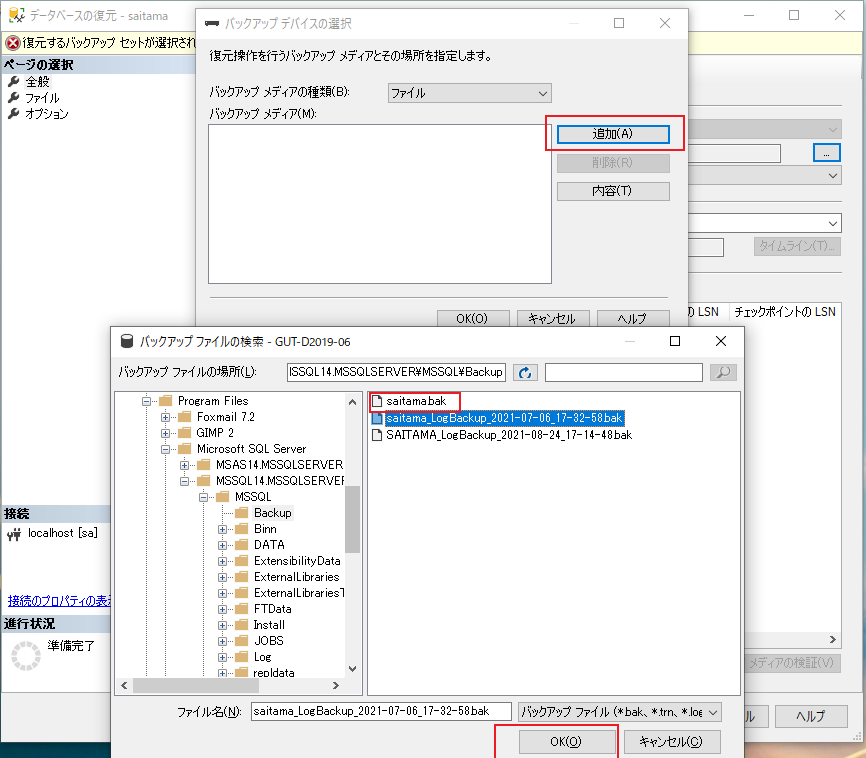 データベースの復元 - saitama
復元するバックアップ セットが選択され
ページの選択
全般
ファイル
オプション
バックアップ デバイスの選択
復元操作を行うバックアップ メディアとその場所を指定します。
バックアップ メディアの種類(B):
ファイル
バックアップ メディア(M):
追加(A)
削除(R)
内容(T)
OK(O)
キャンセル
ヘルプ
...
タイムライン(T)...
の LSN
チェックポイントの LSN
メディアの検証(V)
ル
ヘルプ
接続
localhost [sa]
接続のプロパティの表示
進行状況
準備完了
バックアップ ファイルの検索 - GUT-D2019-06
バックアップ ファイルの場所(L):
ISSQL14.MSSQLSERVER¥MSSQL¥Backup
Program Files
Foxmail 7.2
GIMP 2
Microsoft SQL Server
MSAS14.MSSQLSERVER
MSSQL14.MSSQLSERVER
MSSQL
Backup
Binn
DATA
ExtensibilityData
ExternalLibraries
ExternalLibrariesT
FTData
Install
JOBS
Log
repldata
saitama.bak
saitama_LogBackup_2021-07-06_17-32-58.bak
SAITAMA_LogBackup_2021-08-24_17-14-48.bak
ファイル名(N):
saitama_LogBackup_2021-07-06_17-32-58.bak
バックアップ ファイル (*.bak、*.trn、*.log
OK(O)
キャンセル(C)